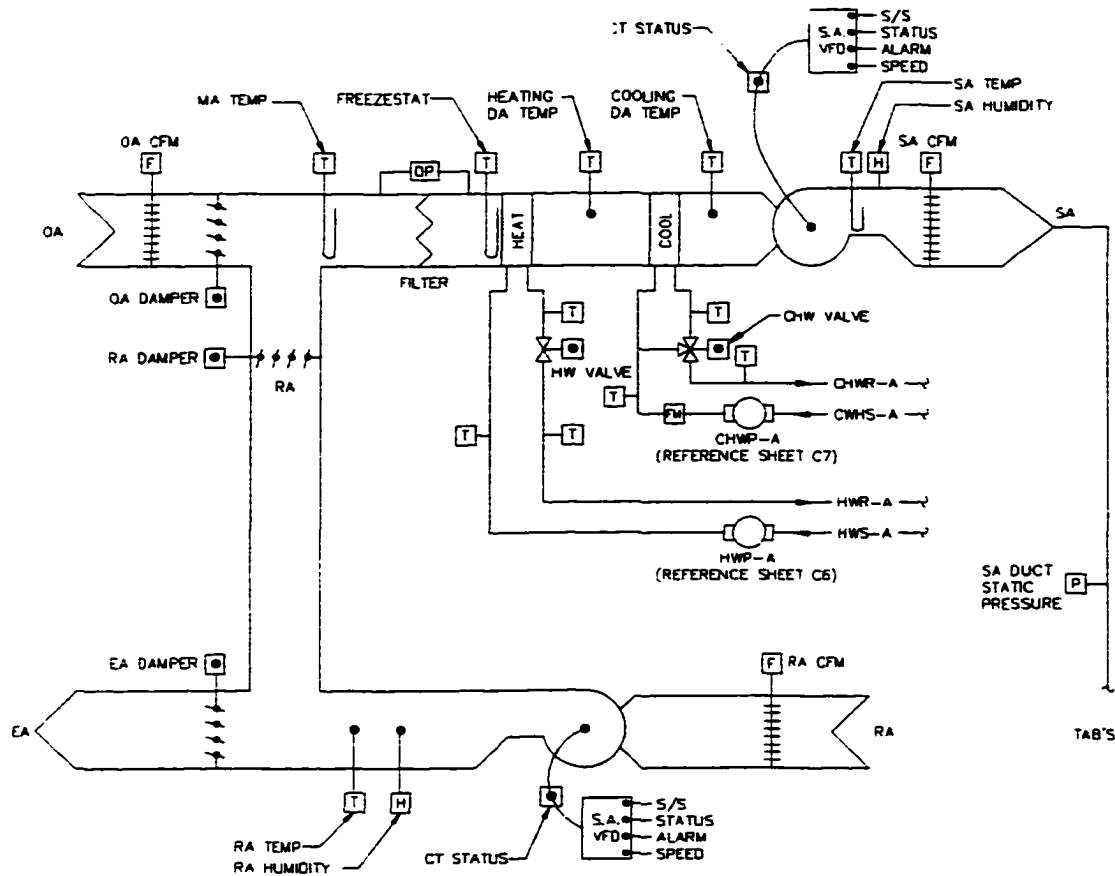 CT STATUS
S.A.
VFD
S/S
STATUS
ALARM
SPEED
MA TEMP
FREEZESTAT
HEATING
DA TEMP
COOLING
DA TEMP
SA TEMP
SA HUMIDITY
OA CFM
SA CFM
F
T
DP
T
T
T
T
H
F
OA
HEAT
COOL
SA
FILTER
OA DAMPER
T
T
CHW VALVE
RA DAMPER
HW VALVE
T
RA
T
CHWR-A
FM
CWHS-A
T
T
CHWP-A
(REFERENCE SHEET C7)
HWR-A
HWS-A
HWP-A
(REFERENCE SHEET C6)
SA DUCT
STATIC
PRESSURE
P
EA DAMPER
F
RA CFM
EA
RA
TAB'S
T
H
RA TEMP
RA HUMIDITY
CT STATUS
S.A.
VFD
S/S
STATUS
ALARM
SPEED